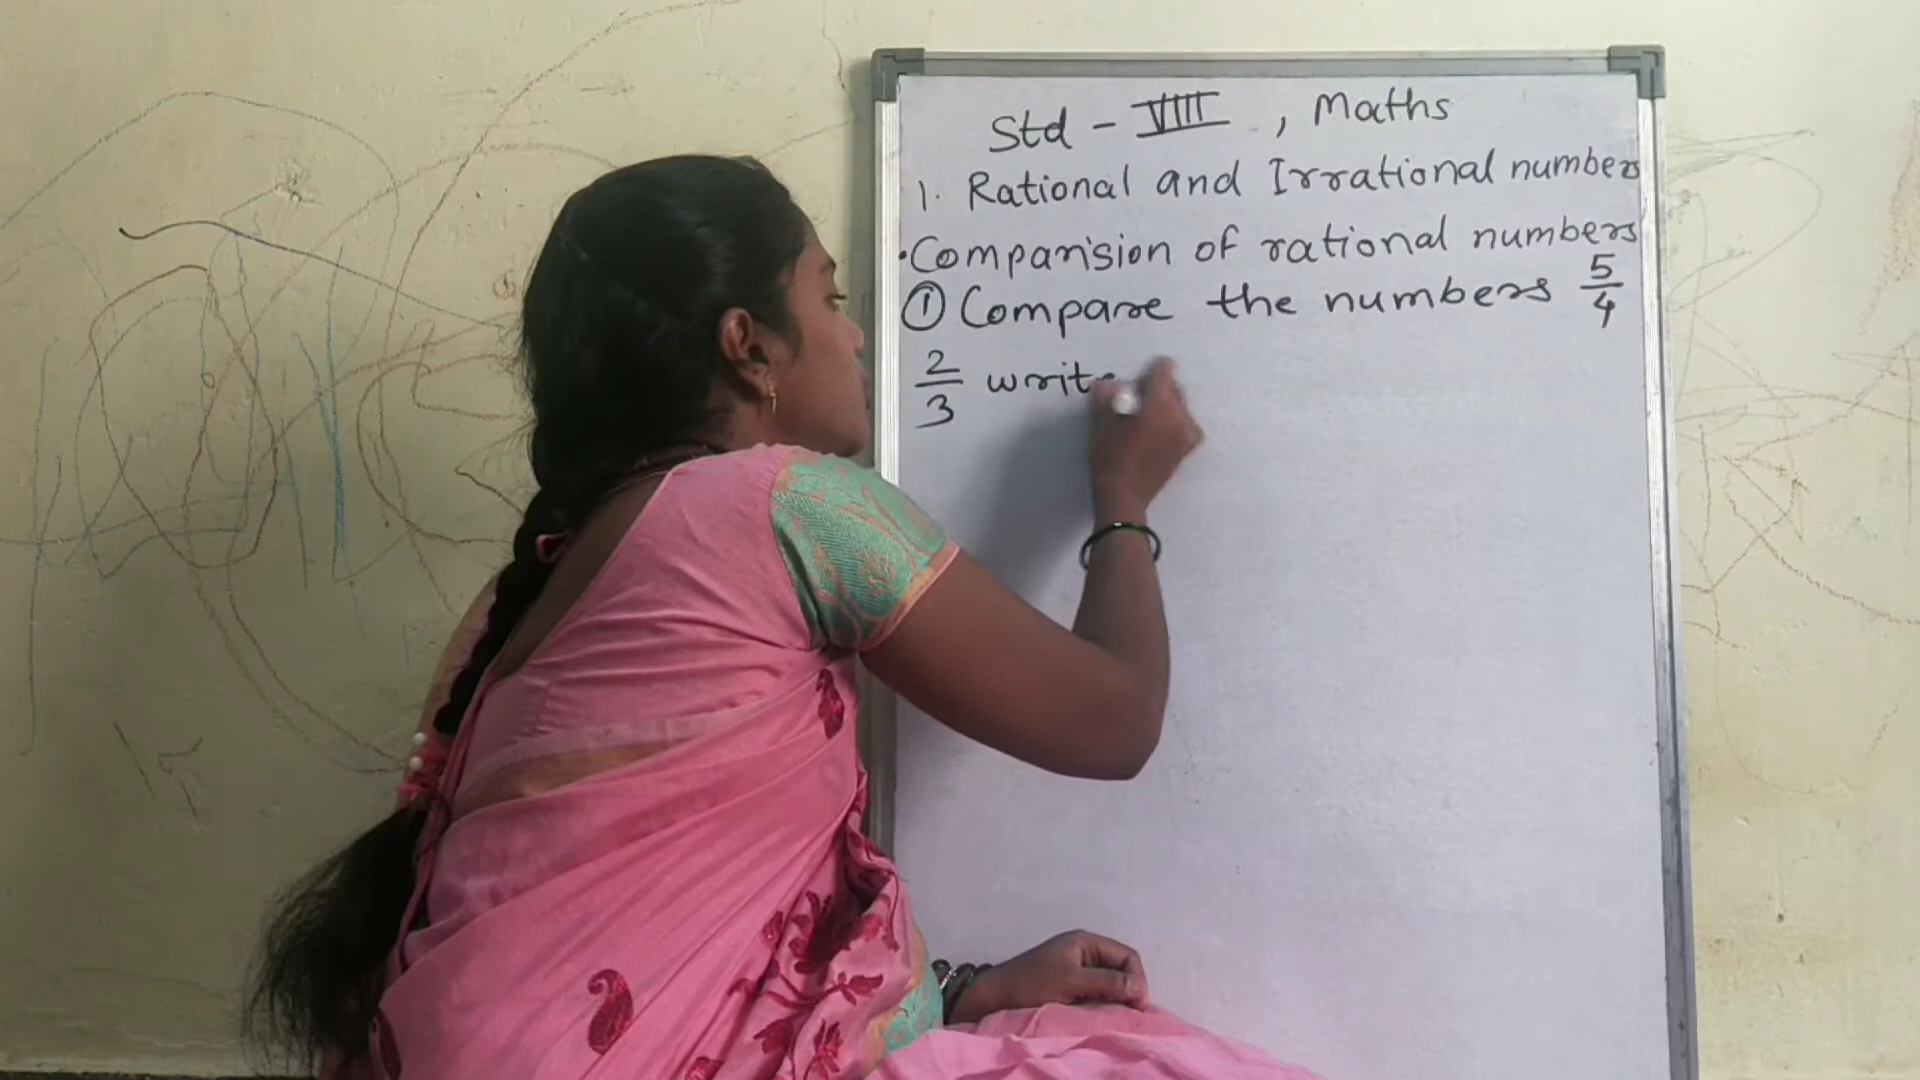 Std - VIII , Maths
1. Rational and Irrational numbers
• Comparision of rational numbers
① Compare the numbers 5/4
2/3 write